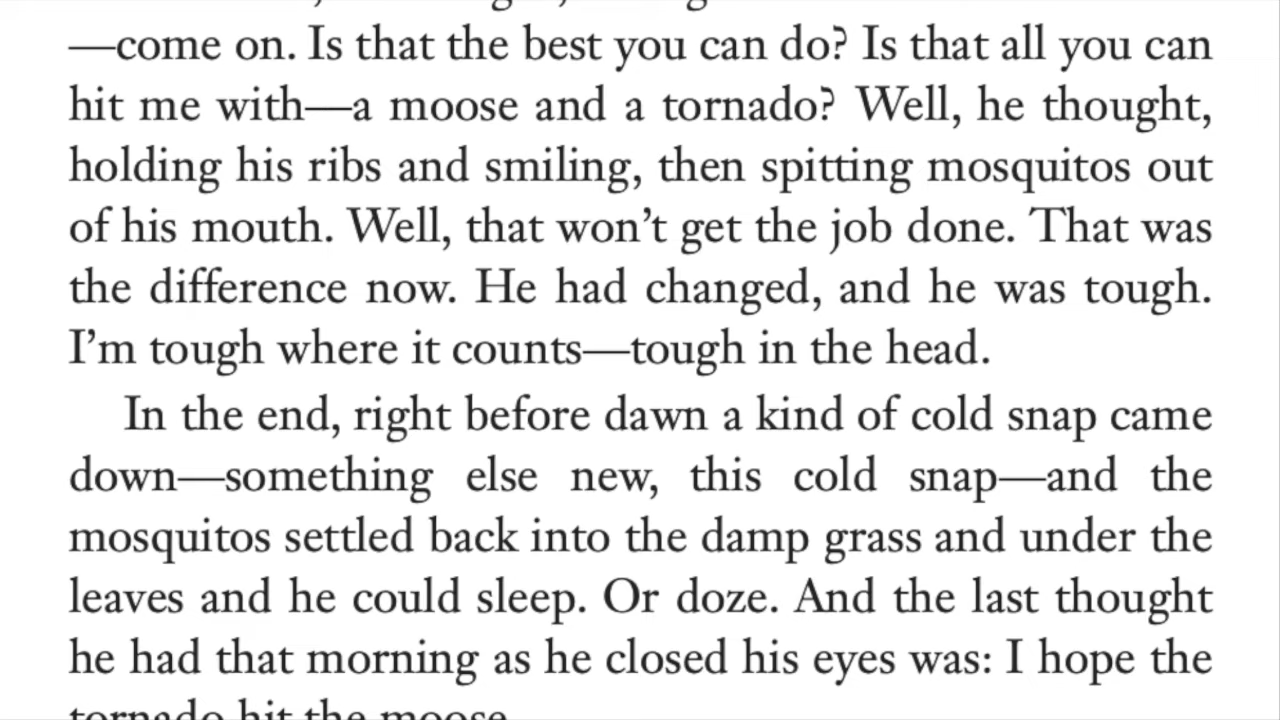 —come on. Is that the best you can do? Is that all you can
hit me with—a moose and a tornado? Well, he thought,
holding his ribs and smiling, then spitting mosquitos out
of his mouth. Well, that won’t get the job done. That was
the difference now. He had changed, and he was tough.
I’m tough where it counts—tough in the head.
In the end, right before dawn a kind of cold snap came
down—something else new, this cold snap—and the
mosquitos settled back into the damp grass and under the
leaves and he could sleep. Or doze. And the last thought
he had that morning as he closed his eyes was: I hope the
tornado hit the moose.